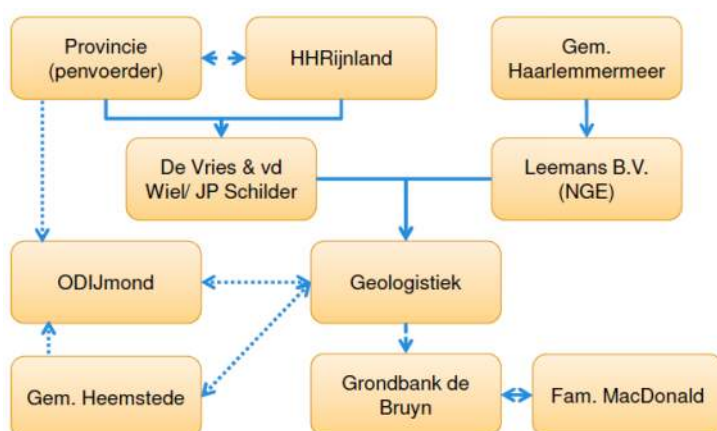 Provincie
(penvoerder)
HHRijnland
Gem.
Haarlemmermeer
De Vries & vd
Wiel/ JP Schilder
Leemans B.V.
(NGE)
ODIJmond
Geologistiek
Gem. Heemstede
Grondbank de
Bruyn
Fam. MacDonald